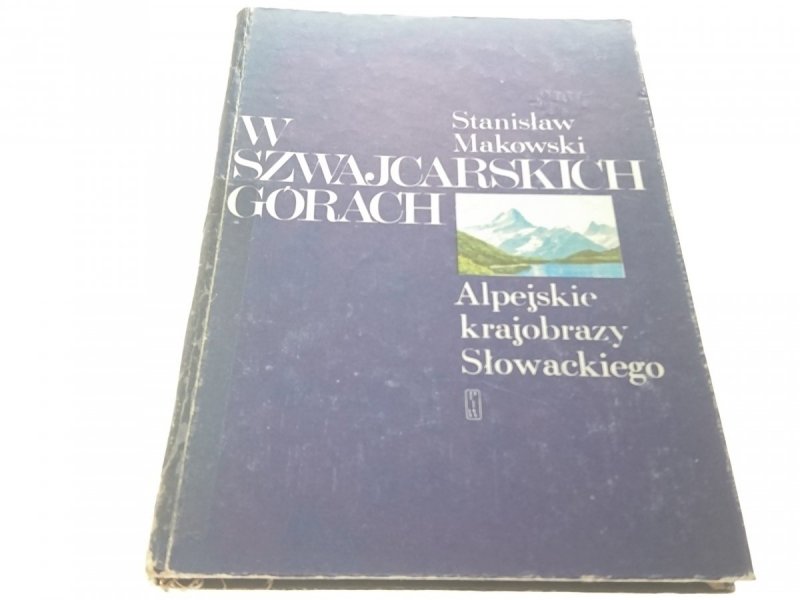 Stanisław
Makowski
W
SZWAJCARSKICH
GÓRACH
Alpejskie
krajobrazy
Słowackiego